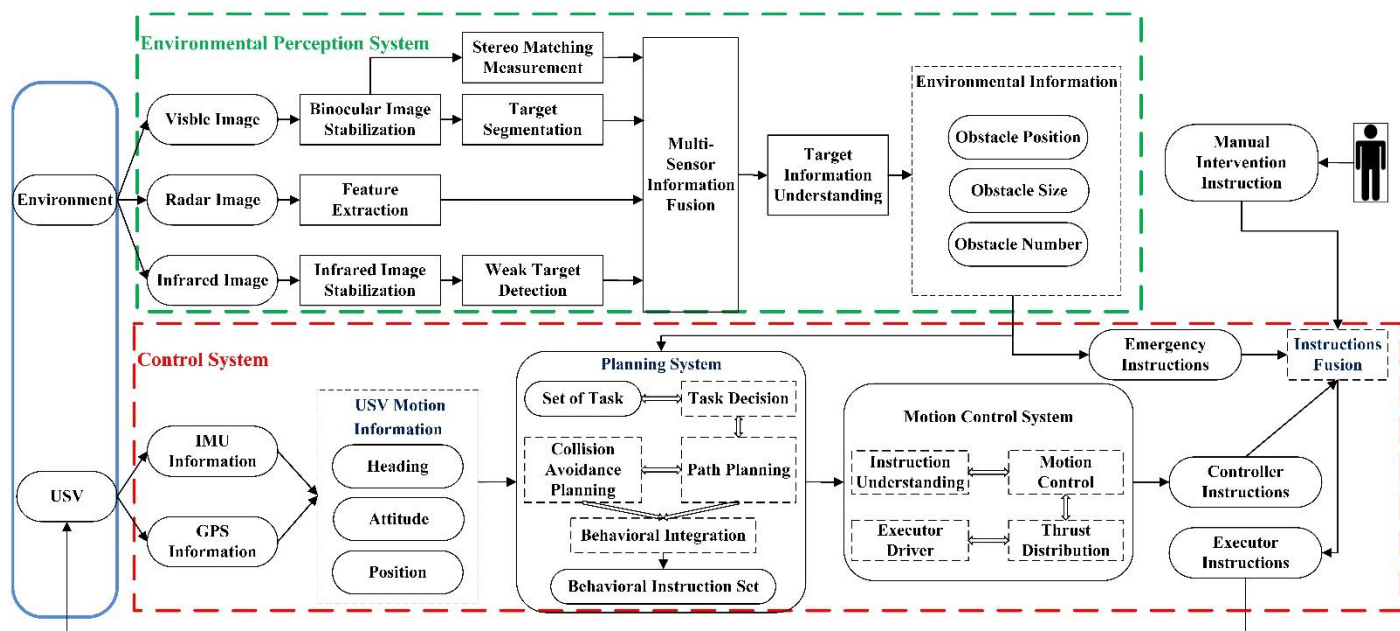 Environmental Perception System
Stereo Matching
Measurement
Environmental Information
Visble Image
Binocular Image
Stabilization
Target
Segmentation
Obstacle Position
Multi-
Sensor
Information
Fusion
Target
Information
Understanding
Manual
Intervention
Instruction
Environment
Radar Image
Feature
Extraction
Obstacle Size
Obstacle Number
Infrared Image
Infrared Image
Stabilization
Weak Target
Detection
Control System
Planning System
Emergency
Instructions
Instructions
Fusion
USV Motion
Information
Set of Task
Task Decision
Motion Control System
IMU
Information
Heading
Collision
Avoidance
Planning
Path Planning
Instruction
Understanding
Motion
Control
Controller
Instructions
USV
Attitude
GPS
Information
Behavioral Integration
Executor
Driver
Thrust
Distribution
Executor
Instructions
Position
Behavioral Instruction Set